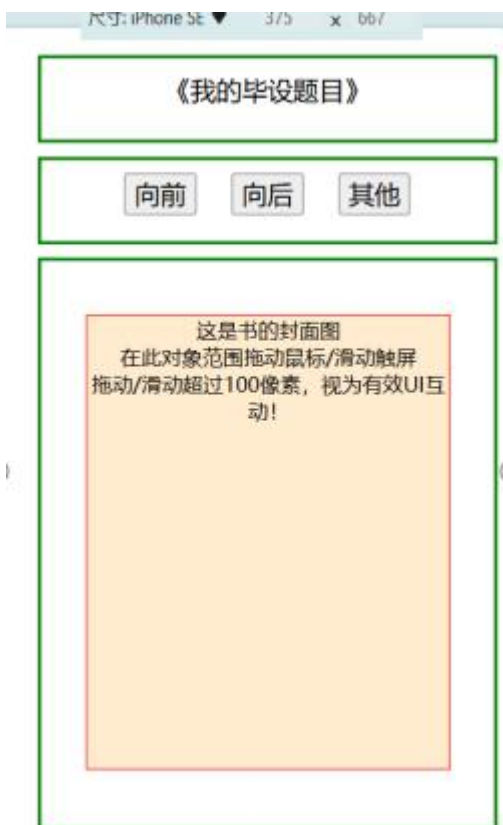 尺寸: iPhone SE ▼ 375 x 667
《我的毕设题目》
向前 向后 其他
这是书的封面图
在此对象范围拖动鼠标/滑动触屏
拖动/滑动超过100像素，视为有效UI互
动！